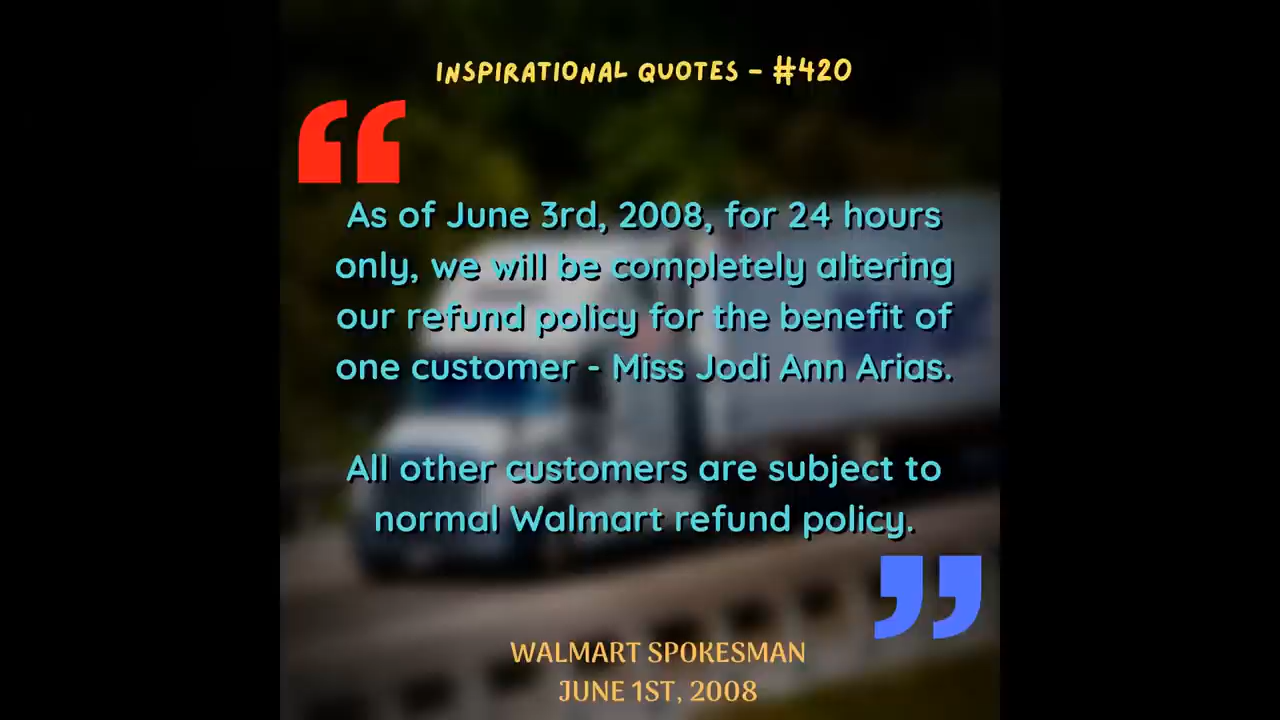 INSPIRATIONAL QUOTES - #420
“
As of June 3rd, 2008, for 24 hours
only, we will be completely altering
our refund policy for the benefit of
one customer - Miss Jodi Ann Arias.
All other customers are subject to
normal Walmart refund policy.
”
WALMART SPOKESMAN
JUNE 1ST, 2008